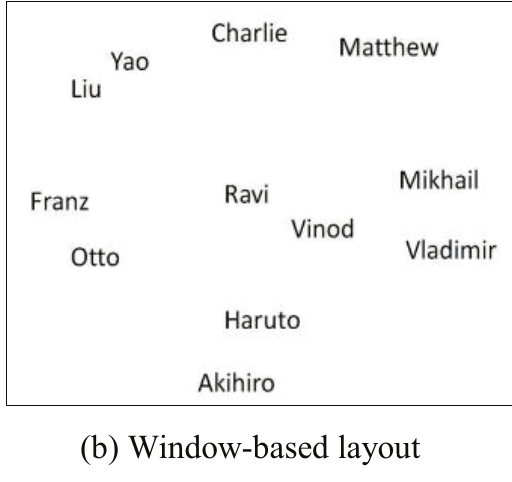 Charlie
Matthew
Yao
Liu
Mikhail
Ravi
Franz
Vinod
Vladimir
Otto
Haruto
Akihiro
(b) Window-based layout